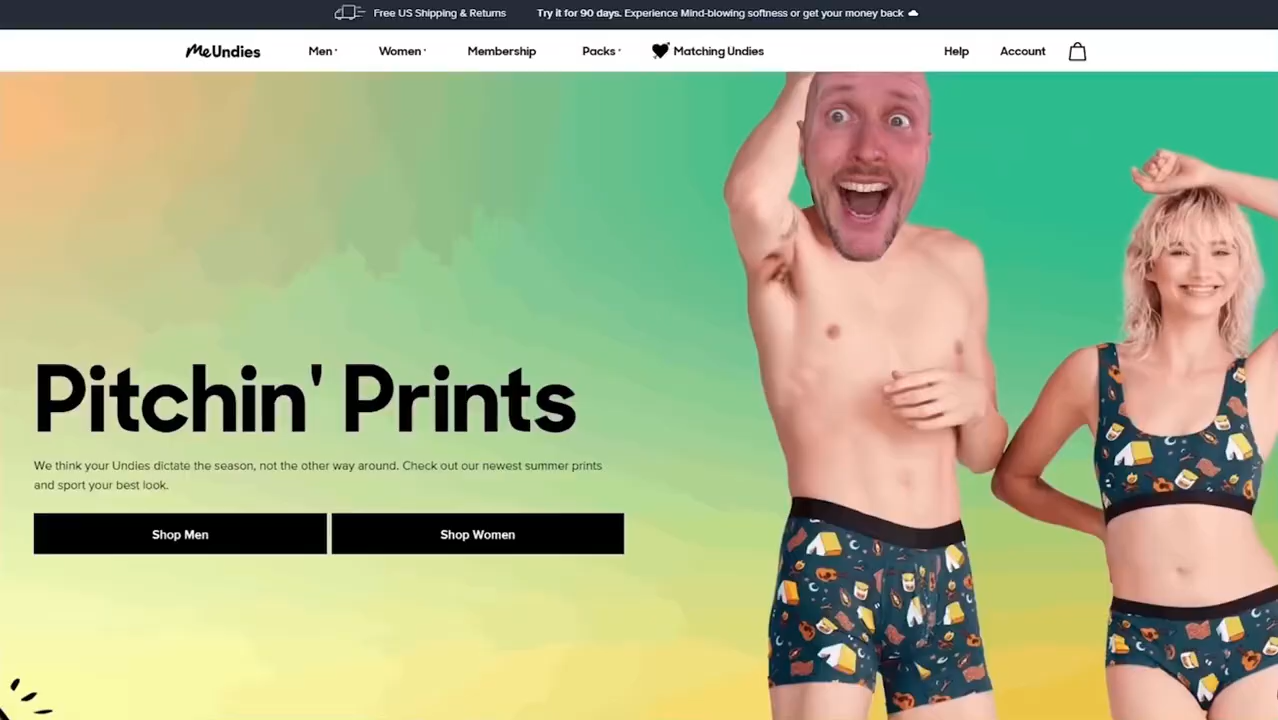 Free US Shipping & Returns
Try it for 90 days. Experience Mind-blowing softness or get your money back
MeUndies
Men
Women
Membership
Packs
Matching Undies
Help
Account
Pitchin' Prints
We think your Undies dictate the season, not the other way around. Check out our newest summer prints
and sport your best look.
Shop Men
Shop Women